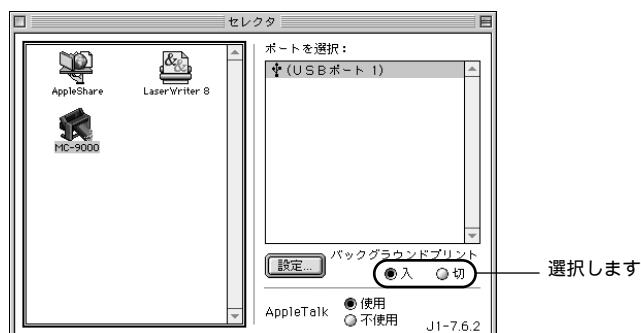 セレクタ
AppleShare
LaserWriter 8
MC-9000
ポートを選択：
(USBポート 1)
設定...
バックグラウンドプリント
入 切
選択します
AppleTalk
使用
不使用
J1-7.6.2